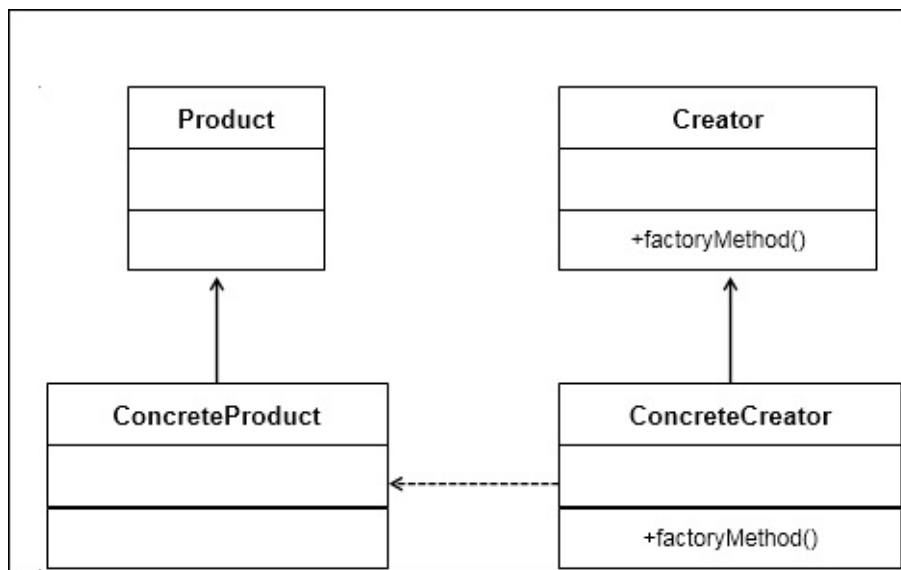 Product
Creator
+factoryMethod()
ConcreteProduct
ConcreteCreator
+factoryMethod()